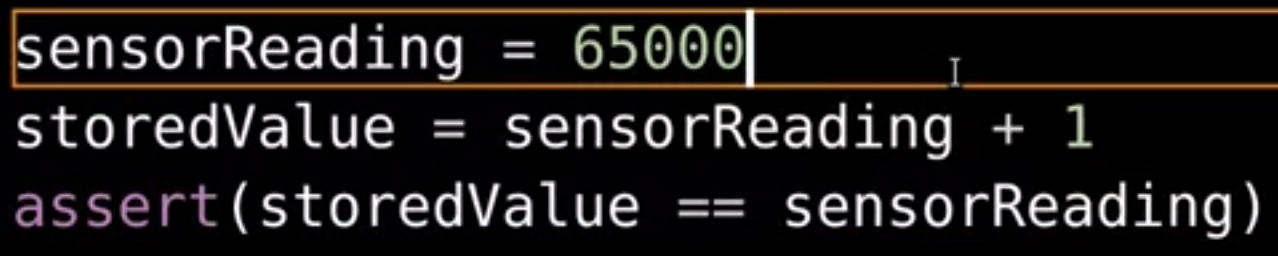 sensorReading = 65000
storedValue = sensorReading + 1
assert(storedValue == sensorReading)